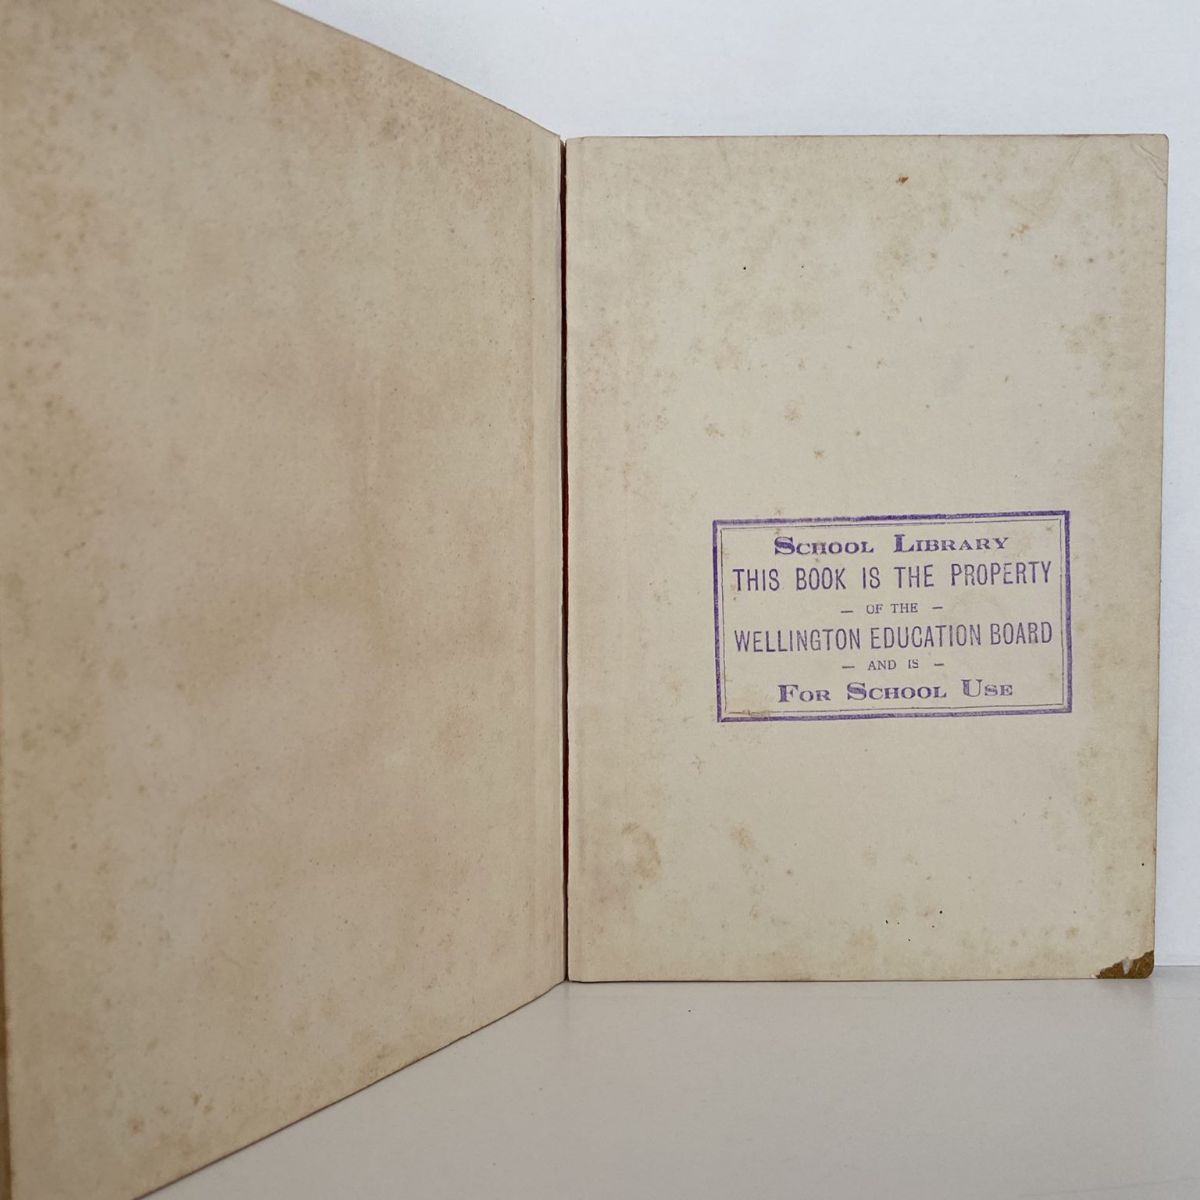 School Library
THIS BOOK IS THE PROPERTY
– OF THE –
WELLINGTON EDUCATION BOARD
– AND IS –
For School Use